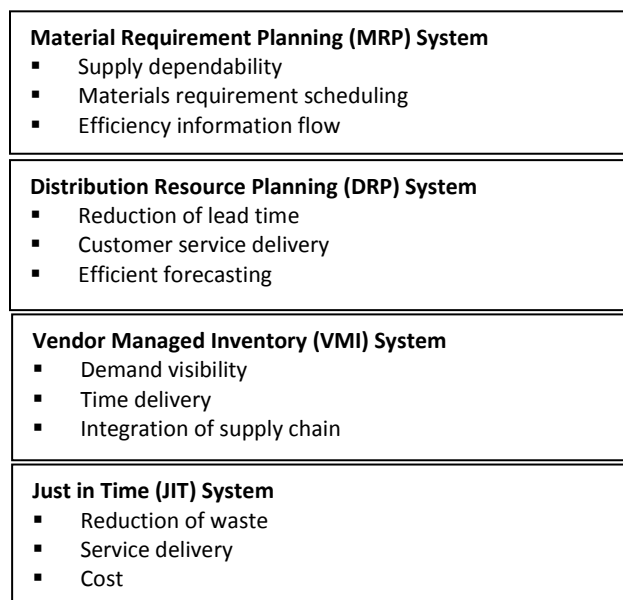 Material Requirement Planning (MRP) System
▪ Supply dependability
▪ Materials requirement scheduling
▪ Efficiency information flow
Distribution Resource Planning (DRP) System
▪ Reduction of lead time
▪ Customer service delivery
▪ Efficient forecasting
Vendor Managed Inventory (VMI) System
▪ Demand visibility
▪ Time delivery
▪ Integration of supply chain
Just in Time (JIT) System
▪ Reduction of waste
▪ Service delivery
▪ Cost